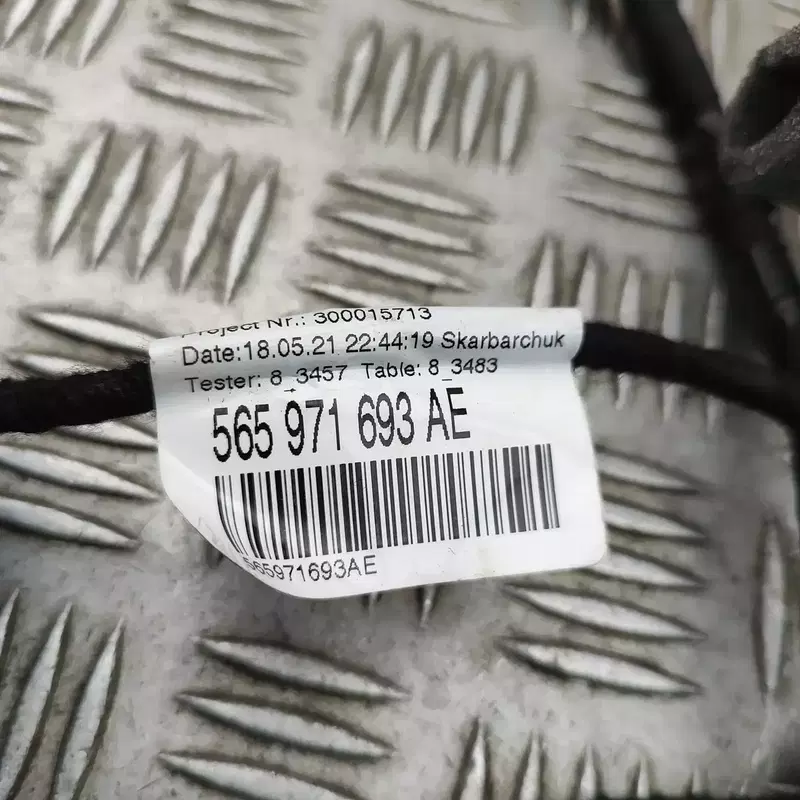 Project Nr.: 300015713
Date:18.05.21 22:44:19 Skarbarchuk
Tester: 8_3457 Table: 8_3483
565 971 693 AE
565971693AE